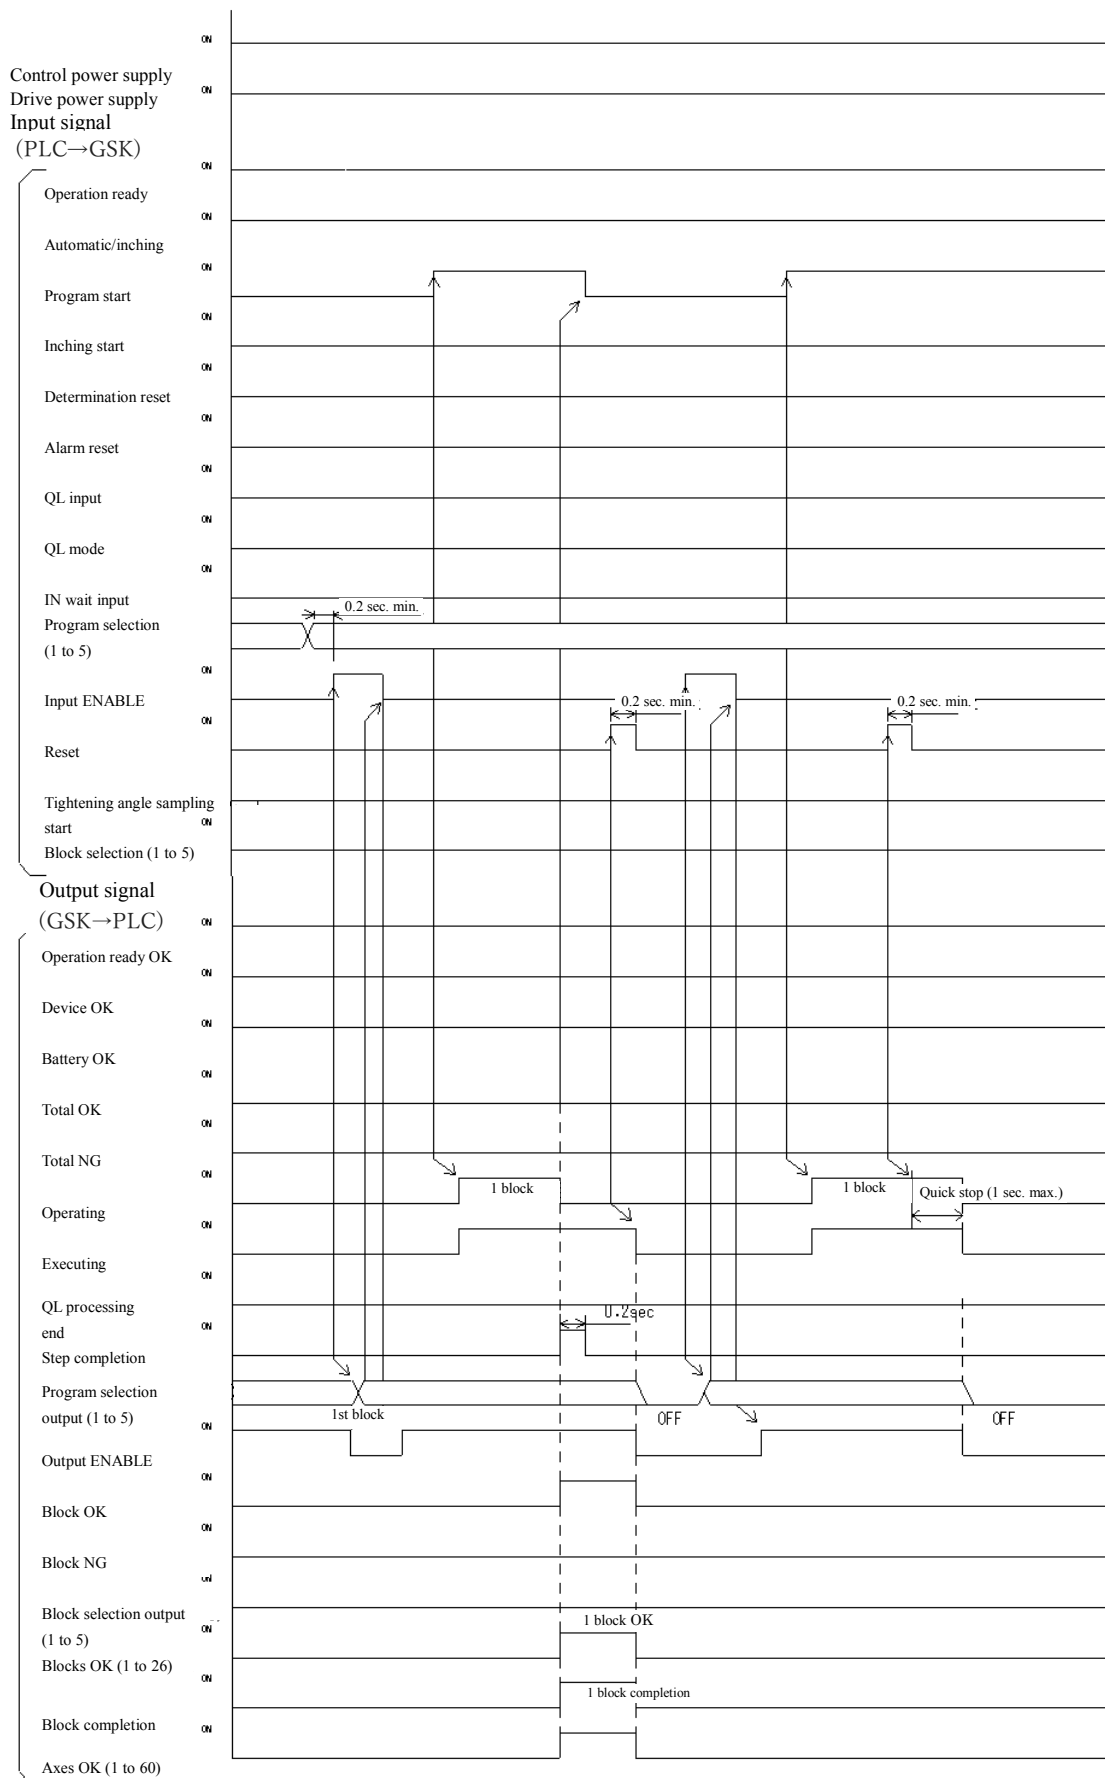 ON
Control power supply
ON
Drive power supply
Input signal
(PLC→GSK)
ON
Operation ready
ON
Automatic/inching
ON
Program start
ON
Inching start
ON
Determination reset
ON
Alarm reset
ON
QL input
ON
QL mode
ON
IN wait input
0.2 sec. min.
Program selection
(1 to 5)
ON
Input ENABLE
0.2 sec. min.
0.2 sec. min.
ON
Reset
Tightening angle sampling
start
ON
Block selection (1 to 5)
Output signal
(GSK→PLC)
ON
Operation ready OK
ON
Device OK
ON
Battery OK
ON
Total OK
ON
Total NG
ON
1 block
1 block
Quick stop (1 sec. max.)
Operating
ON
Executing
ON
QL processing
end
0.2sec
ON
Step completion
Program selection
output (1 to 5)
1st block
OFF
OFF
ON
Output ENABLE
ON
Block OK
ON
Block NG
Block selection output
(1 to 5)
ON
1 block OK
Blocks OK (1 to 26)
ON
1 block completion
Block completion
ON
Axes OK (1 to 60)